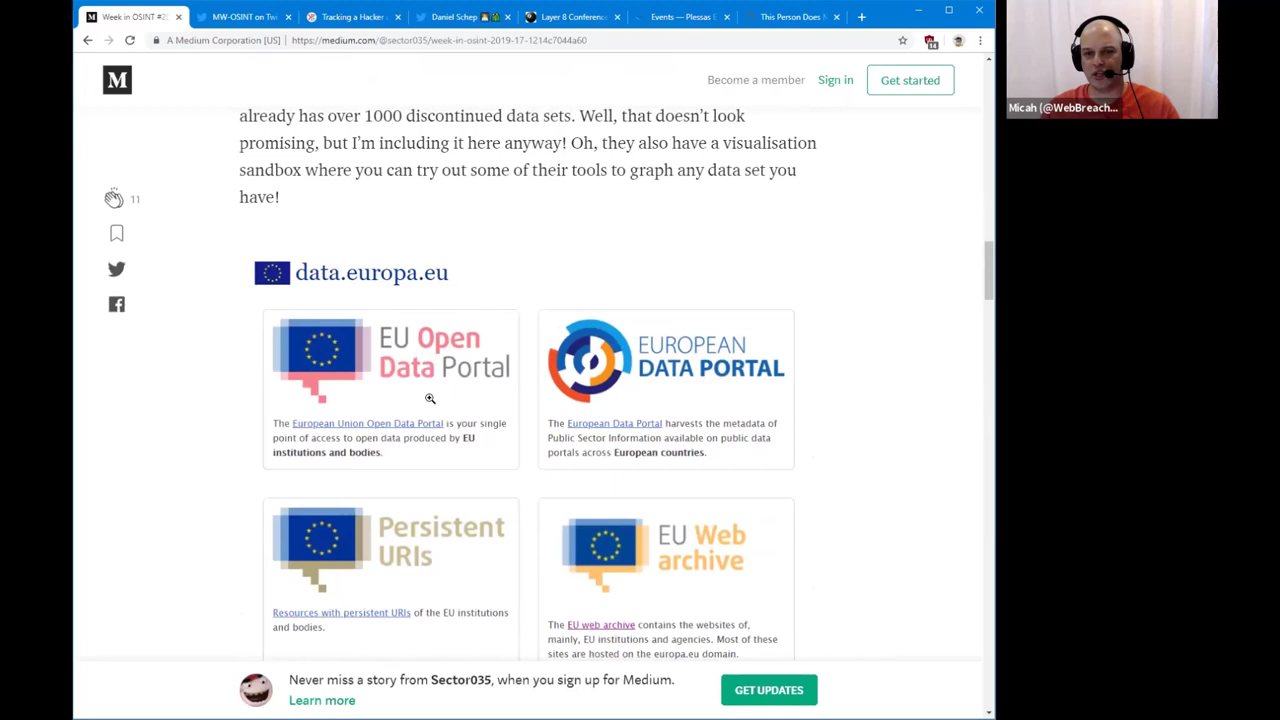 Week in OSINT #20
MW-OSINT on Tw
Tracking a Hacker
Daniel Schep
Layer 8 Conference
Events — Plessas E
This Person Does N
A Medium Corporation [US]
https://medium.com/@sector035/week-in-osint-2019-17-1214c7044a60
14
Micah (@WebBreach...
M
Become a member
Sign in
Get started
already has over 1000 discontinued data sets. Well, that doesn't look
promising, but I'm including it here anyway! Oh, they also have a visualisation
sandbox where you can try out some of their tools to graph any data set you
have!
11
data.europa.eu
EU Open
Data Portal
The European Union Open Data Portal is your single
point of access to open data produced by EU
institutions and bodies.
EUROPEAN
DATA PORTAL
The European Data Portal harvests the metadata of
Public Sector Information available on public data
portals across European countries.
Persistent
URIs
Resources with persistent URIs of the EU institutions
and bodies.
EU Web
archive
The EU web archive contains the websites of,
mainly, EU institutions and agencies. Most of these
sites are hosted on the europa.eu domain.
Never miss a story from Sector035, when you sign up for Medium.
Learn more
GET UPDATES